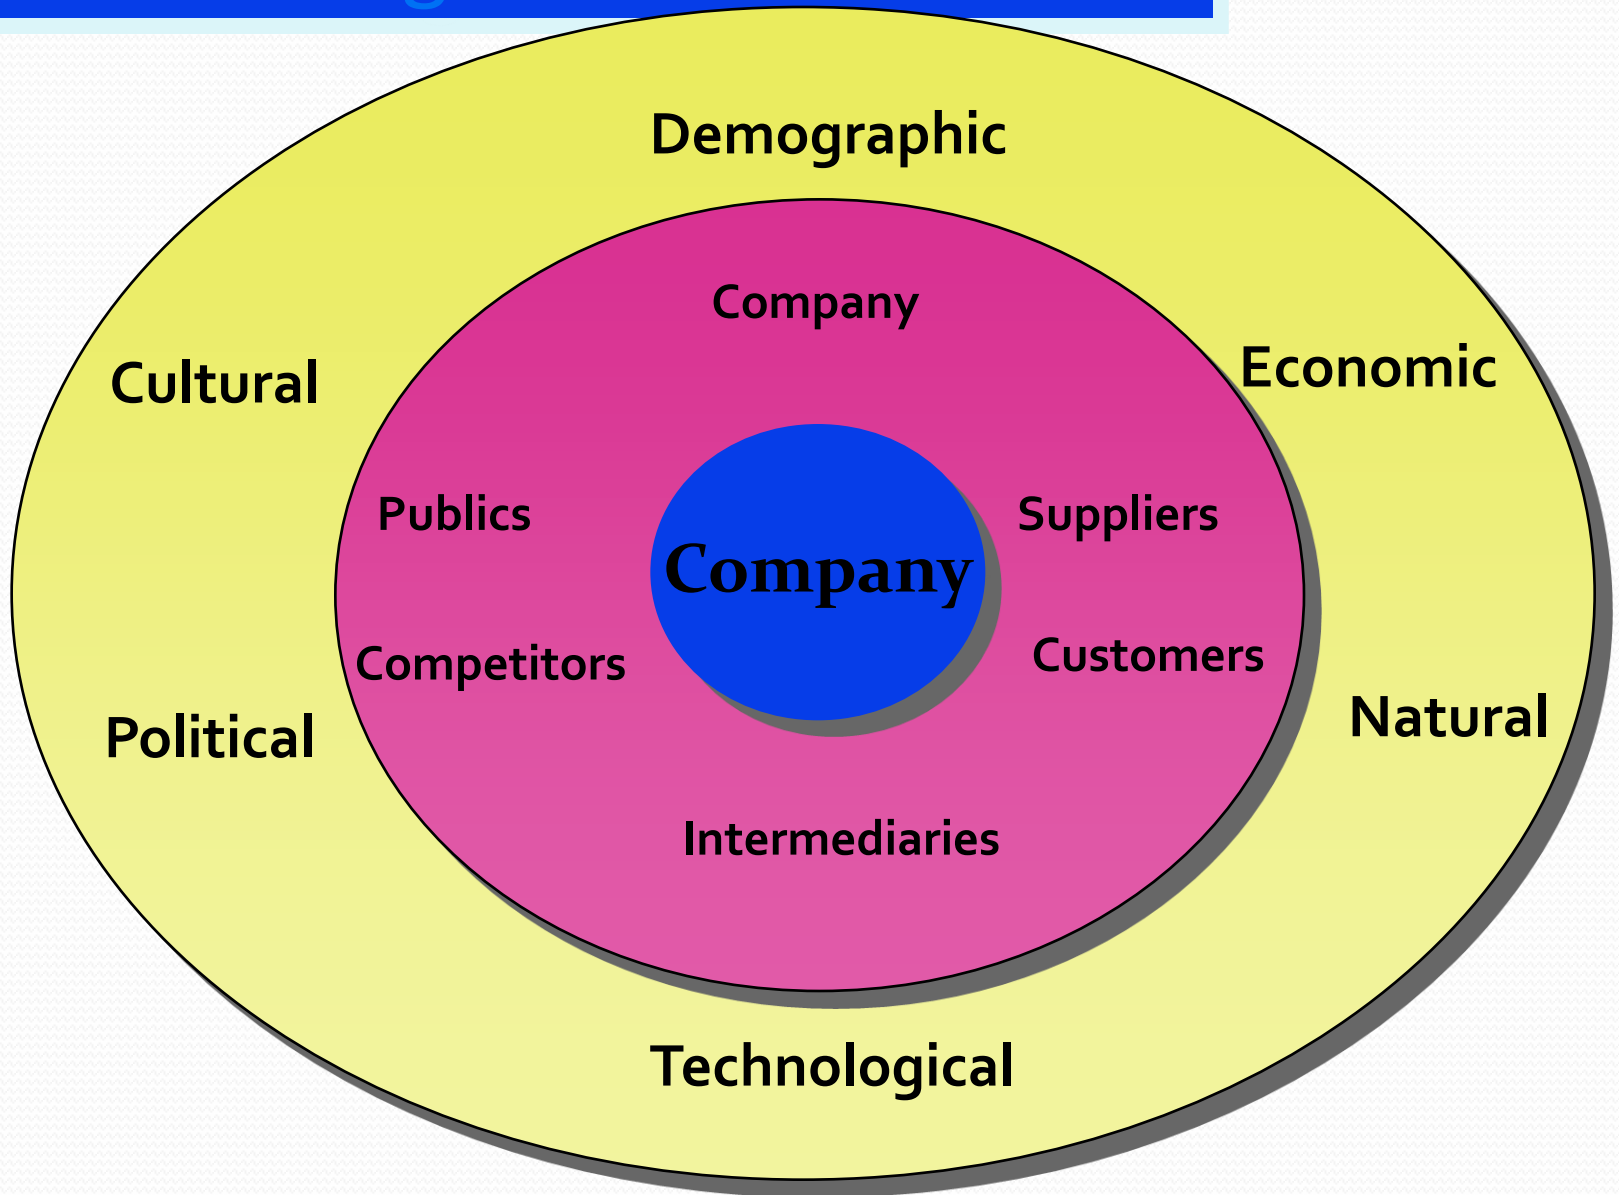 Demographic
Company
Cultural
Economic
Publics
Suppliers
Company
Competitors
Customers
Political
Natural
Intermediaries
Technological